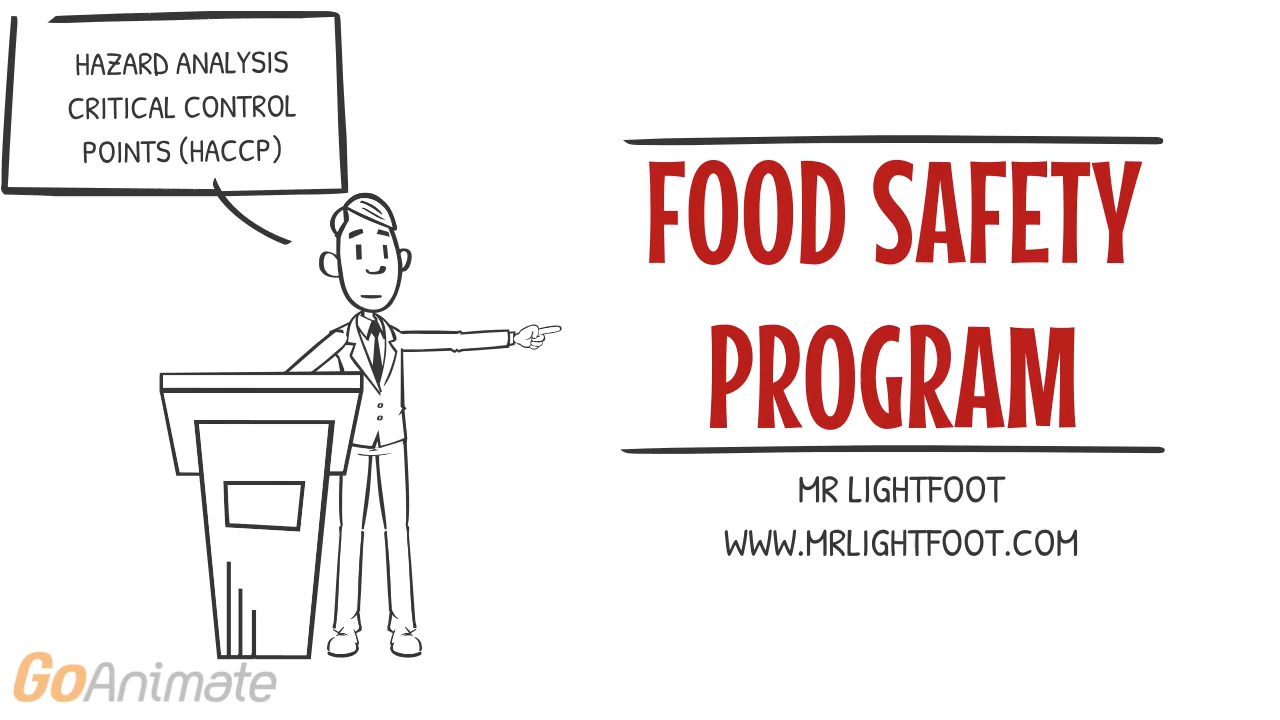 HAZARD ANALYSIS
CRITICAL CONTROL
POINTS (HACCP)
FOOD SAFETY
PROGRAM
MR LIGHTFOOT
WWW.MRLIGHTFOOT.COM
GoAnimate